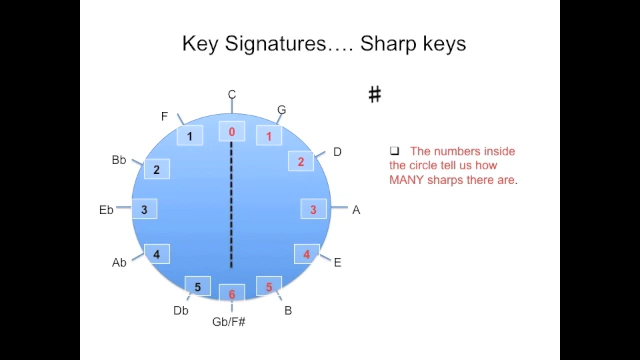 Key Signatures…. Sharp keys
#
C
F
G
1
0
1
Bb
D
2
2
❑ The numbers inside
the circle tell us how
MANY sharps there are.
Eb
3
3
A
Ab
4
4
E
5
6
5
Db
Gb/F#
B